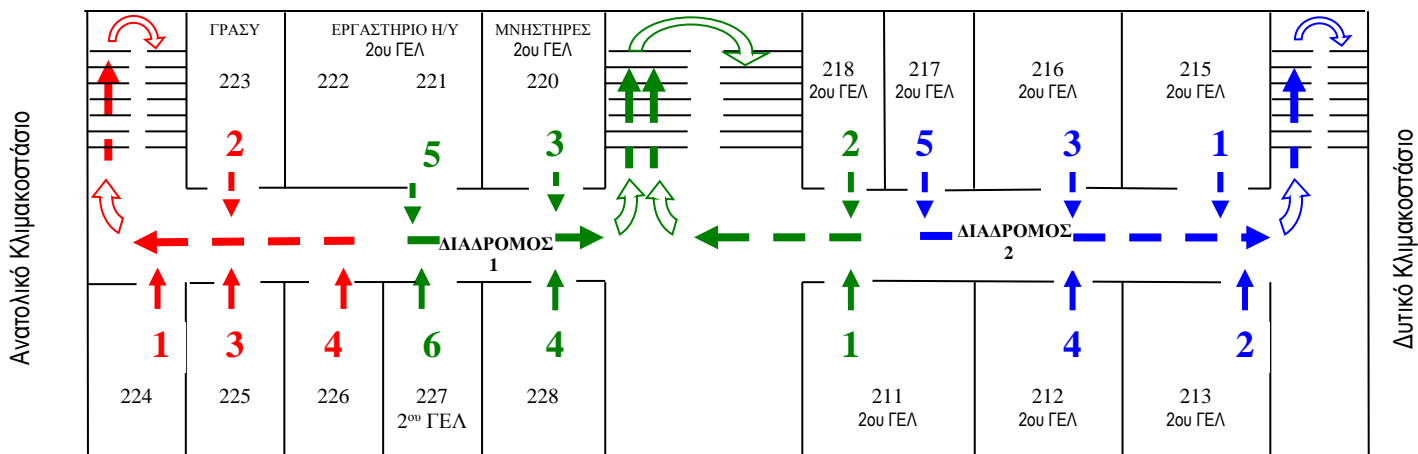 ΓΡΑΣΥ
223
ΕΡΓΑΣΤΗΡΙΟ Η/Υ
2ου ΓΕΛ
222 221
ΜΝΗΣΤΗΡΕΣ
2ου ΓΕΛ
220
218
2ου ΓΕΛ
217
2ου ΓΕΛ
216
2ου ΓΕΛ
215
2ου ΓΕΛ
2 5 3 2 5 3 1
Ανατολικό Κλιμακοστάσιο
ΔΙΑΔΡΟΜΟΣ
1
ΔΙΑΔΡΟΜΟΣ
2
Δυτικό Κλιμακοστάσιο
1 3 4 6 4 1 4 2
224
225
226
227
2ου ΓΕΛ
228
211
2ου ΓΕΛ
212
2ου ΓΕΛ
213
2ου ΓΕΛ